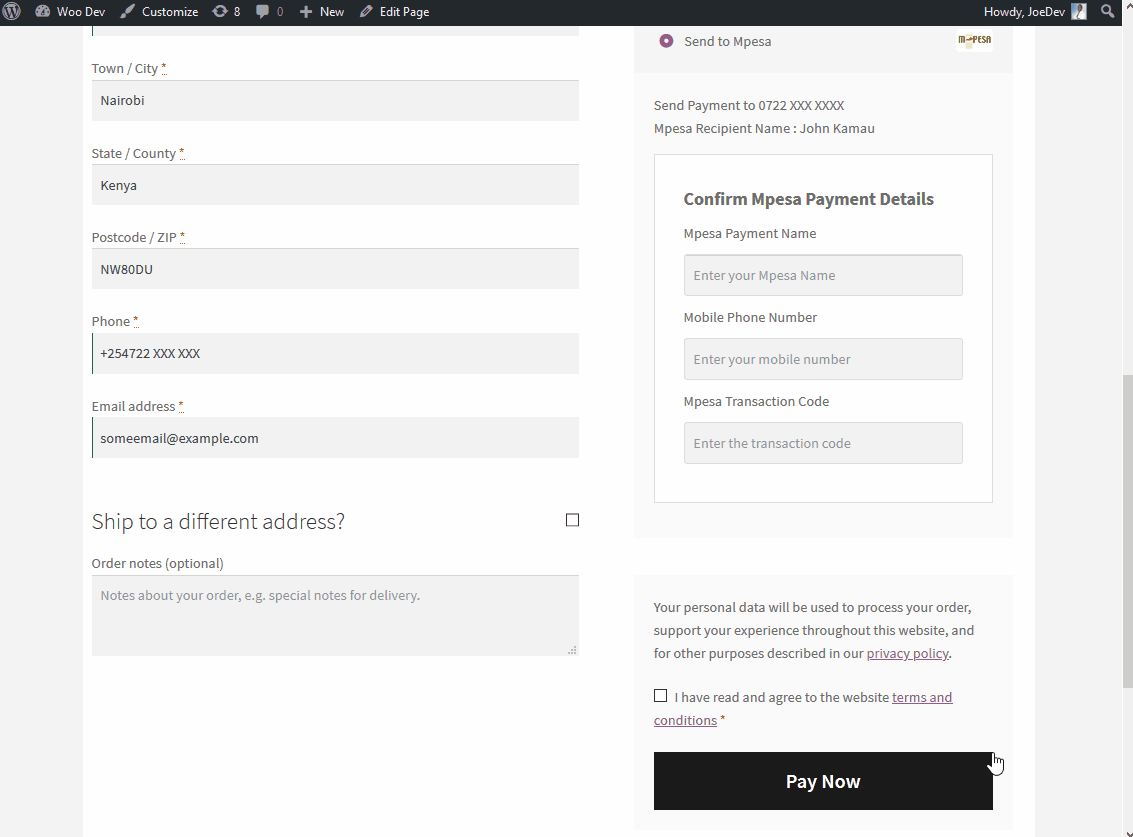 Woo Dev Customize 8 0 New Edit Page Howdy, JoeDev
Town / City *
Nairobi
State / County *
Kenya
Postcode / ZIP *
NW80DU
Phone *
+254722 XXX XXX
Email address *
someemail@example.com
Ship to a different address?
Order notes (optional)
Notes about your order, e.g. special notes for delivery.
Send to Mpesa
M-PESA
Send Payment to 0722 XXX XXXX
Mpesa Recipient Name : John Kamau
Confirm Mpesa Payment Details
Mpesa Payment Name
Enter your Mpesa Name
Mobile Phone Number
Enter your mobile number
Mpesa Transaction Code
Enter the transaction code
Your personal data will be used to process your order,
support your experience throughout this website, and
for other purposes described in our privacy policy.
I have read and agree to the website terms and
conditions *
Pay Now